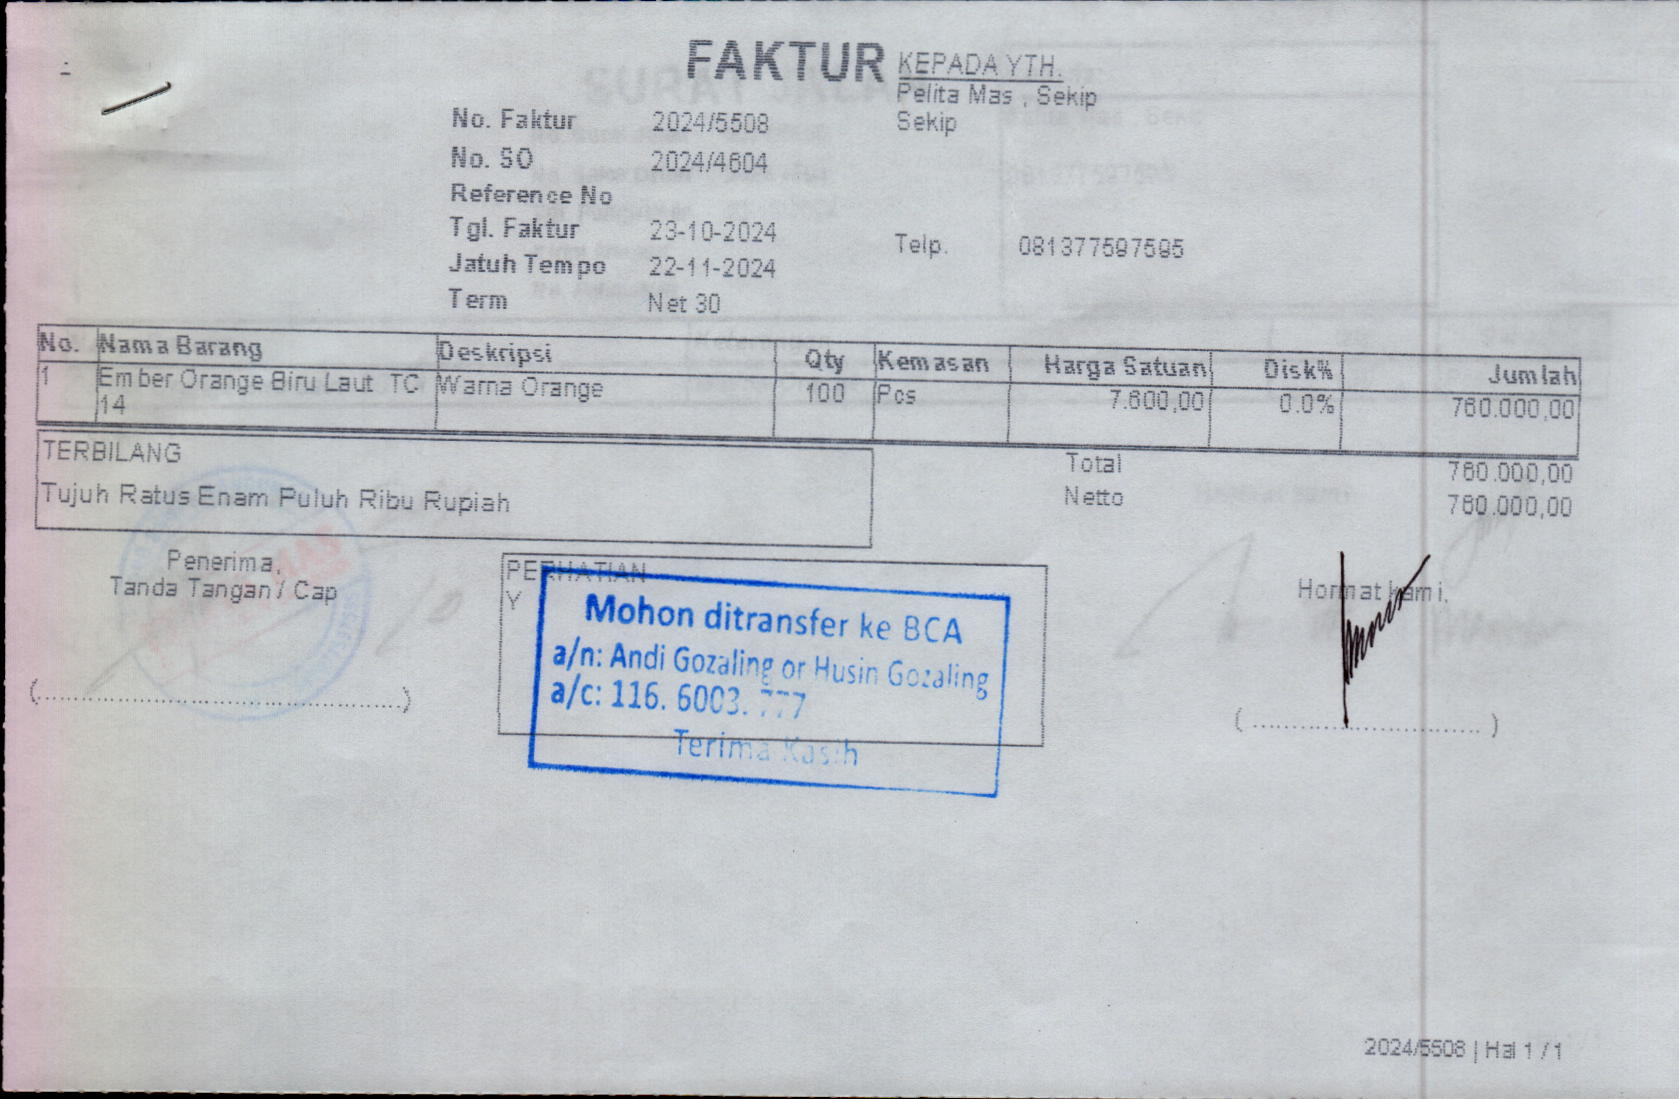 FAKTUR
KEPADA YTH.
Pelita Mas , Sekip
Sekip
No. Faktur 2024/5508
No. SO 2024/4604
Reference No
Tgl. Faktur 23-10-2024
Telp. 081377597595
Jatuh Tempo 22-11-2024
Term Net 30
No. Nama Barang Deskripsi Qty Kemasan Harga Satuan Disk% Jumlah
1 Ember Orange Biru Laut TC Warna Orange 100 Pcs 7.600,00 0.0% 760.000,00
14
TERBILANG
Total 760.000,00
Tujuh Ratus Enam Puluh Ribu Rupiah
Netto 760.000,00
Penerima,
Tanda Tangan / Cap
PERHATIAN
Y
Mohon ditransfer ke BCA
a/n: Andi Gozaling or Husin Gozaling
a/c: 116. 6003. 777
Terima Kasih
Hormat kami,
(..................................................)
( .................................. )
2024/5508 | Hal 1 / 1